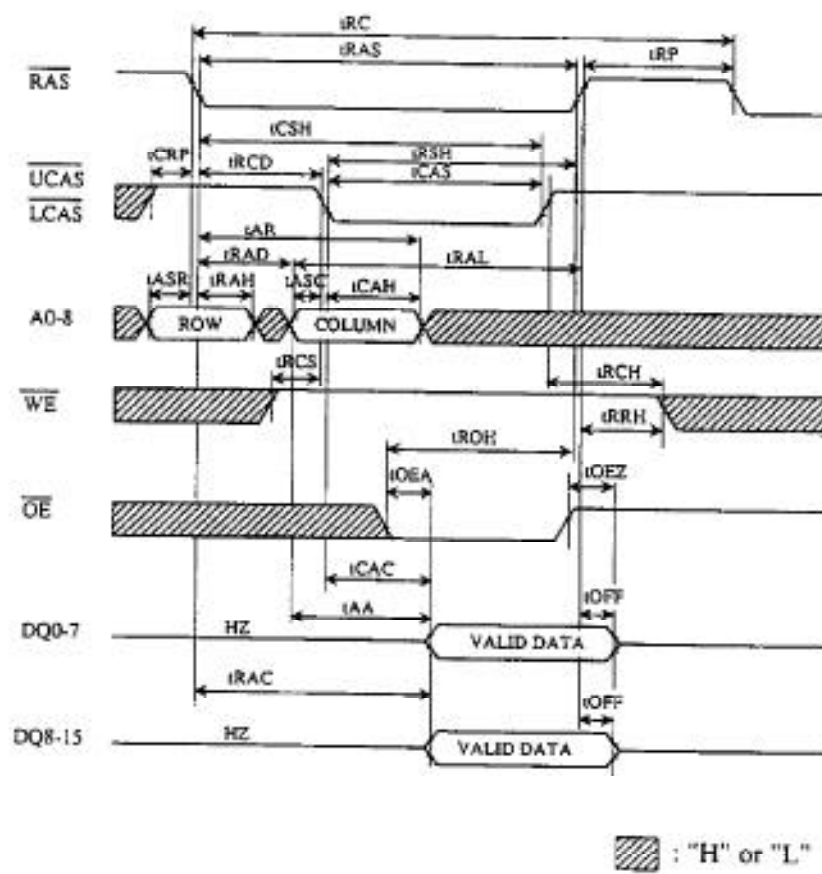 tRC
tRAS
tRP
RAS
tCSH
tCRP
tRCD
tRSH
UCAS
tCAS
LCAS
tAR
tRAD
tRAL
tASR
tRAH
tASC
tCAH
A0-8
ROW
COLUMN
tRCS
tRCH
WE
tRRH
tROH
tOEA
tOEZ
OE
tCAC
tAA
tOFF
DQ0-7
HZ
VALID DATA
tRAC
tOFF
DQ8-15
HZ
VALID DATA
: "H" or "L"